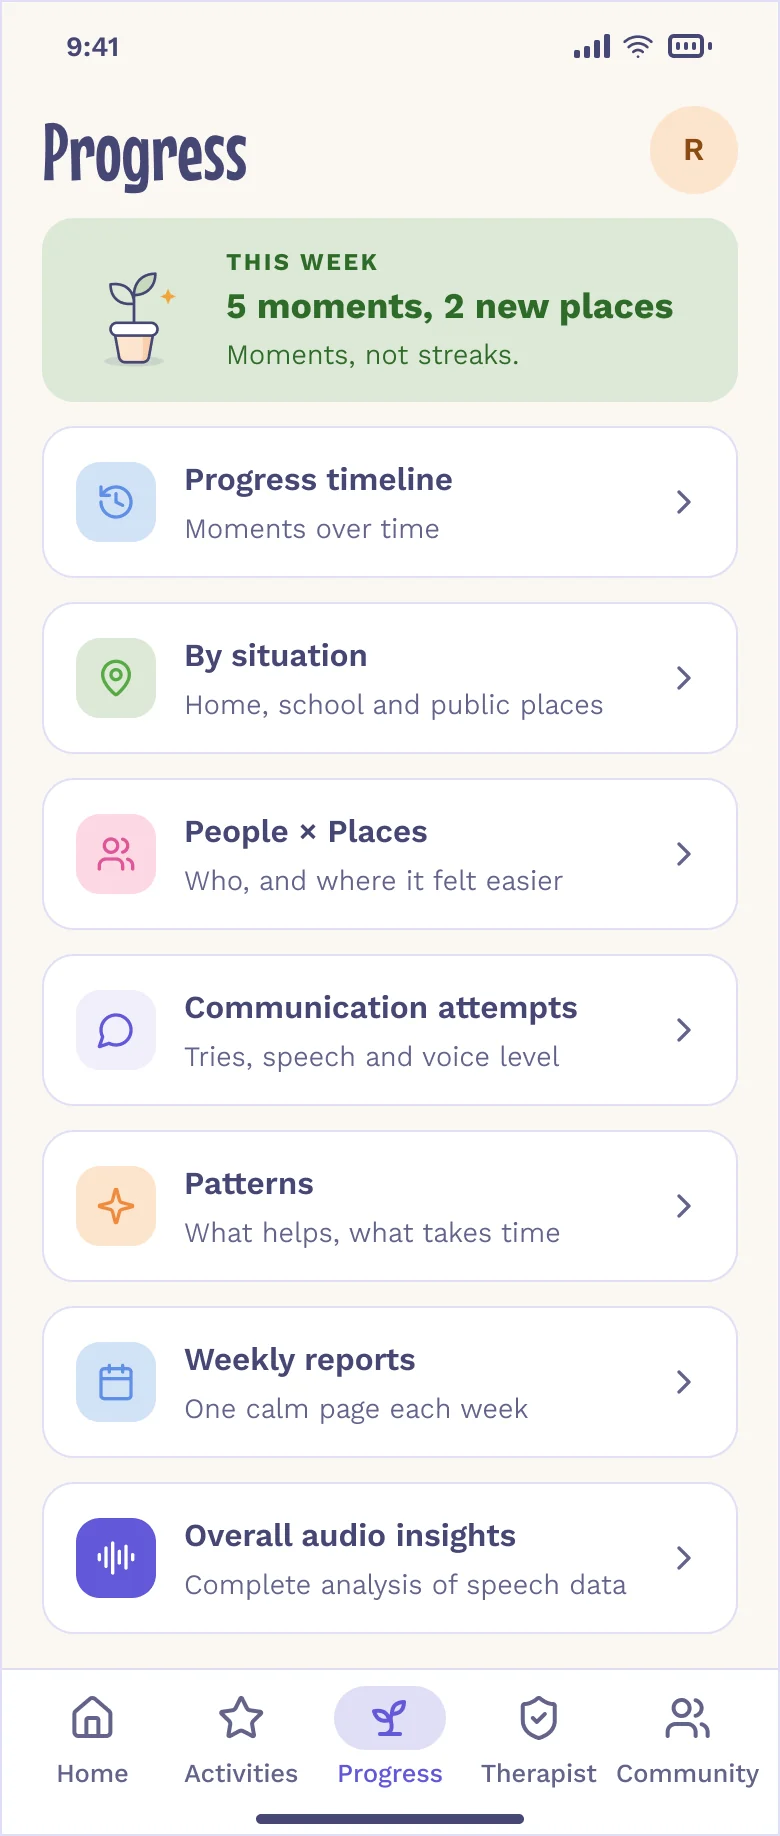 9:41
Progress
R
THIS WEEK
5 moments, 2 new places
Moments, not streaks.
Progress timeline
Moments over time
By situation
Home, school and public places
People × Places
Who, and where it felt easier
Communication attempts
Tries, speech and voice level
Patterns
What helps, what takes time
Weekly reports
One calm page each week
Overall audio insights
Complete analysis of speech data
Home Activities Progress Therapist Community